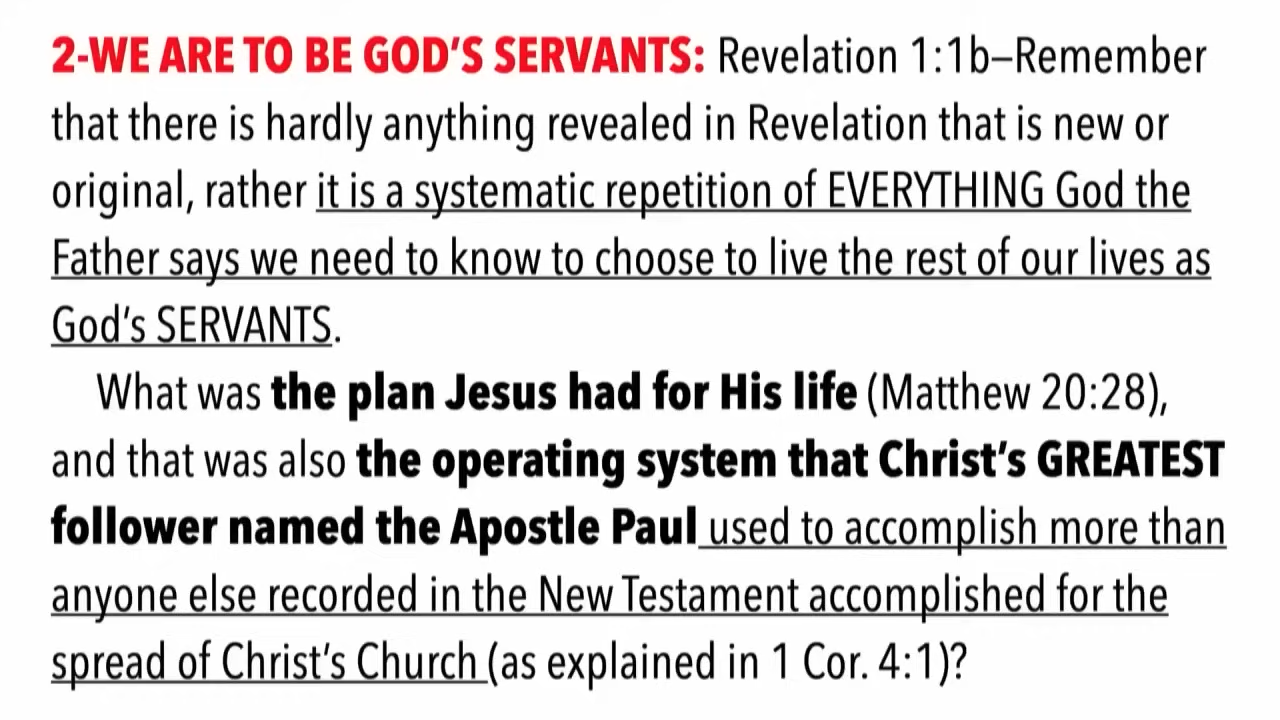 2-WE ARE TO BE GOD'S SERVANTS: Revelation 1:1b–Remember
that there is hardly anything revealed in Revelation that is new or
original, rather it is a systematic repetition of EVERYTHING God the
Father says we need to know to choose to live the rest of our lives as
God's SERVANTS.
What was the plan Jesus had for His life (Matthew 20:28),
and that was also the operating system that Christ's GREATEST
follower named the Apostle Paul used to accomplish more than
anyone else recorded in the New Testament accomplished for the
spread of Christ's Church (as explained in 1 Cor. 4:1)?